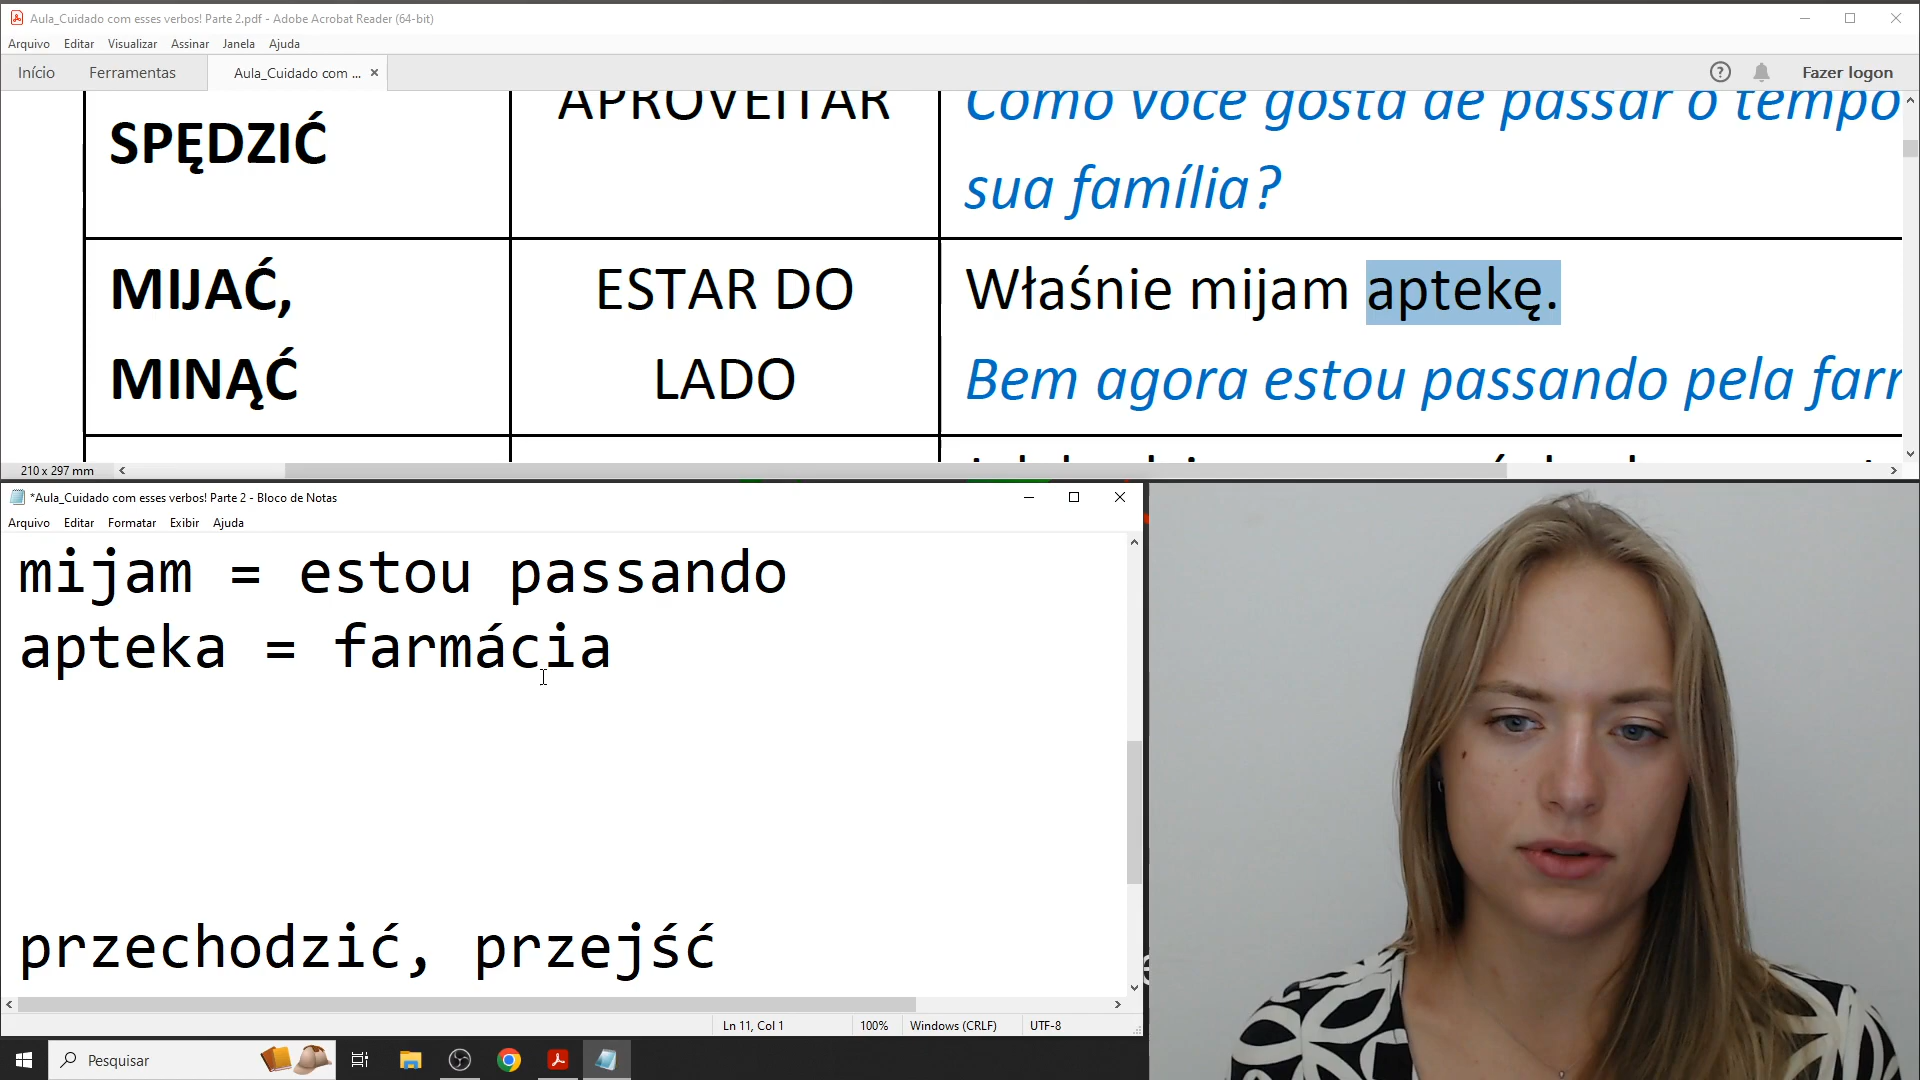 Aula_Cuidado com esses verbos! Parte 2.pdf - Adobe Acrobat Reader (64-bit)
Arquivo Editar Visualizar Assinar Janela Ajuda
Início Ferramentas Aula_Cuidado com ... Fazer logon
APROVEITAR Como você gosta de passar o tempo
SPĘDZIĆ
sua família?
MIJAĆ, ESTAR DO Właśnie mijam aptekę.
MINĄĆ LADO Bem agora estou passando pela
210 x 297 mm
*Aula_Cuidado com esses verbos! Parte 2 - Bloco de Notas
Arquivo Editar Formatar Exibir Ajuda
mijam = estou passando
apteka = farmácia
przechodzić, przejść
Ln 11, Col 1 100% Windows (CRLF) UTF-8
Pesquisar